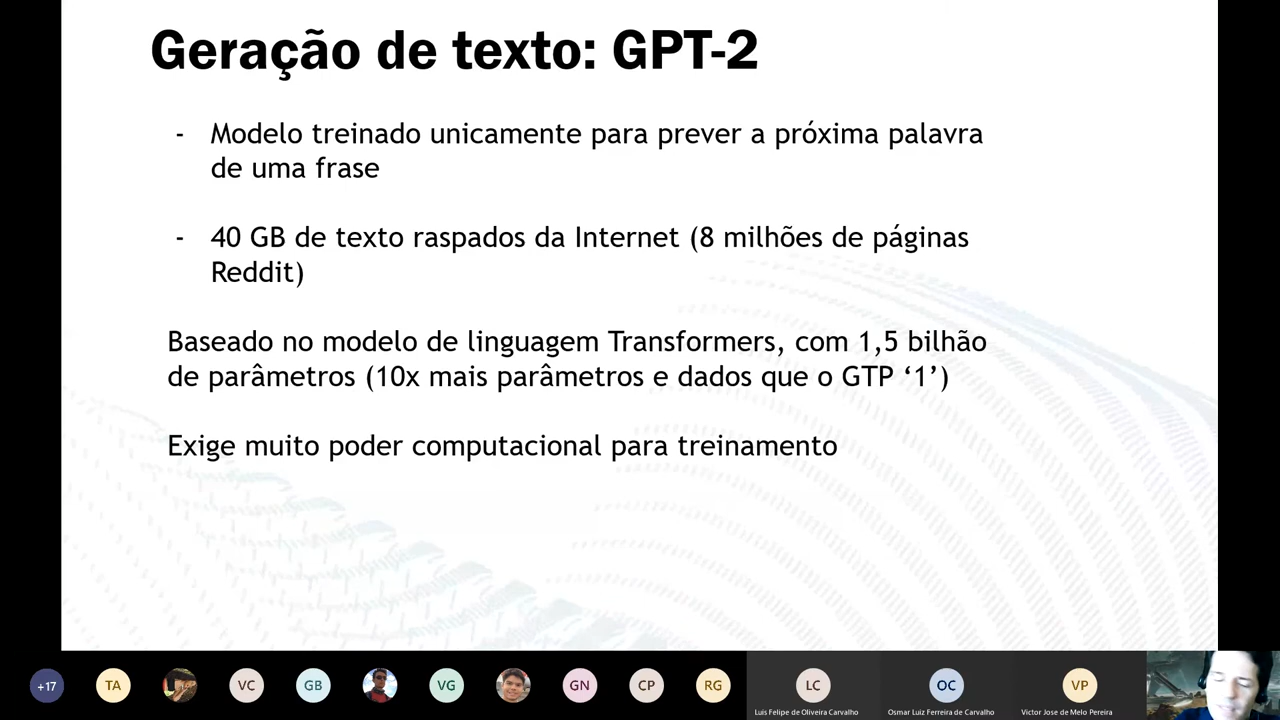 Geração de texto: GPT-2
- Modelo treinado unicamente para prever a próxima palavra
de uma frase
- 40 GB de texto raspados da Internet (8 milhões de páginas
Reddit)
Baseado no modelo de linguagem Transformers, com 1,5 bilhão
de parâmetros (10x mais parâmetros e dados que o GTP ‘1’)
Exige muito poder computacional para treinamento
+17
TA
VC
GB
VG
GN
CP
RG
LC
OC
VP
Luis Felipe de Oliveira Carvalho
Osmar Luiz Ferreira de Carvalho
Victor Jose de Melo Pereira